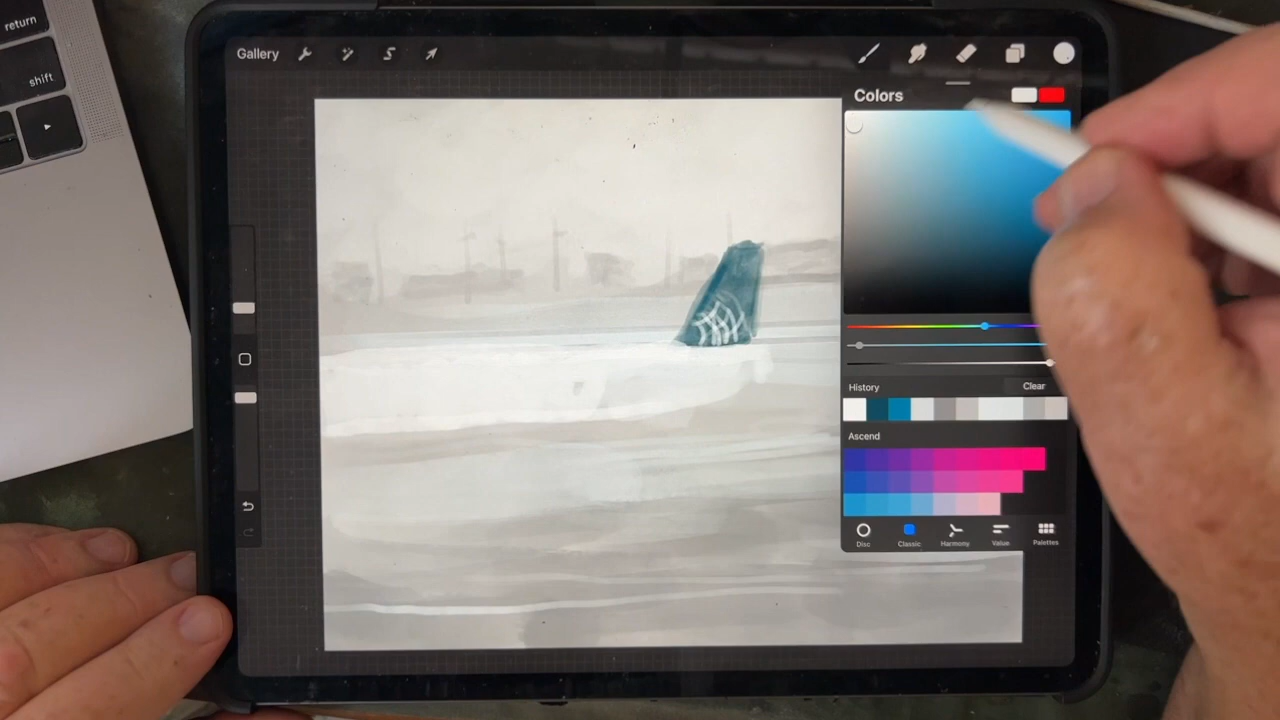 return
shift
Gallery
Colors
History Clear
Ascend
Disc Classic Harmony Value Palettes